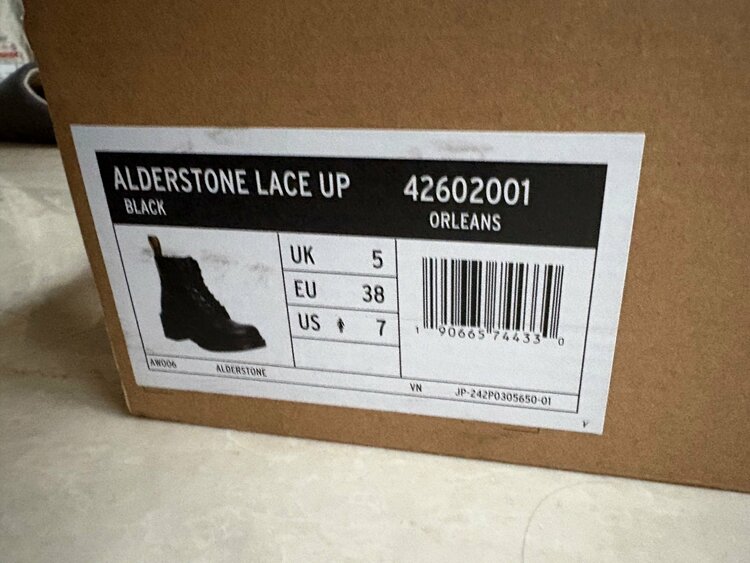 ALDERSTONE LACE UP 42602001
BLACK ORLEANS
UK 5
EU 38
US 7
1 90665 74433 0
AW006 ALDERSTONE
VN JP-242P0305650-01
V